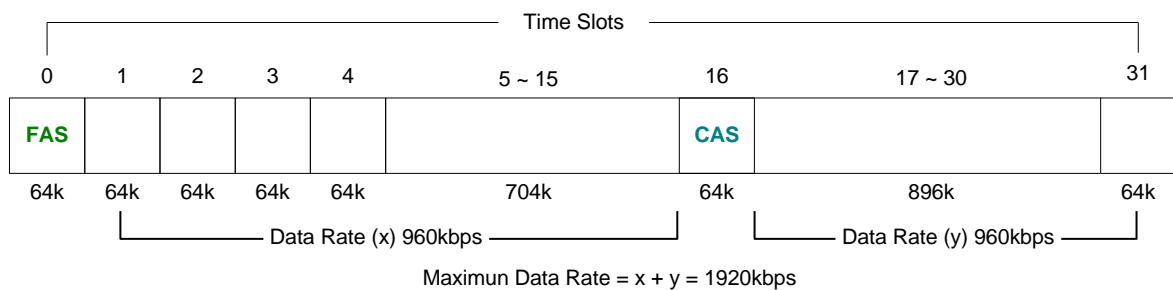 Time Slots
0 1 2 3 4 5 ~ 15 16 17 ~ 30 31
FAS CAS
64k 64k 64k 64k 64k 704k 64k 896k 64k
Data Rate (x) 960kbps Data Rate (y) 960kbps
Maximun Data Rate = x + y = 1920kbps